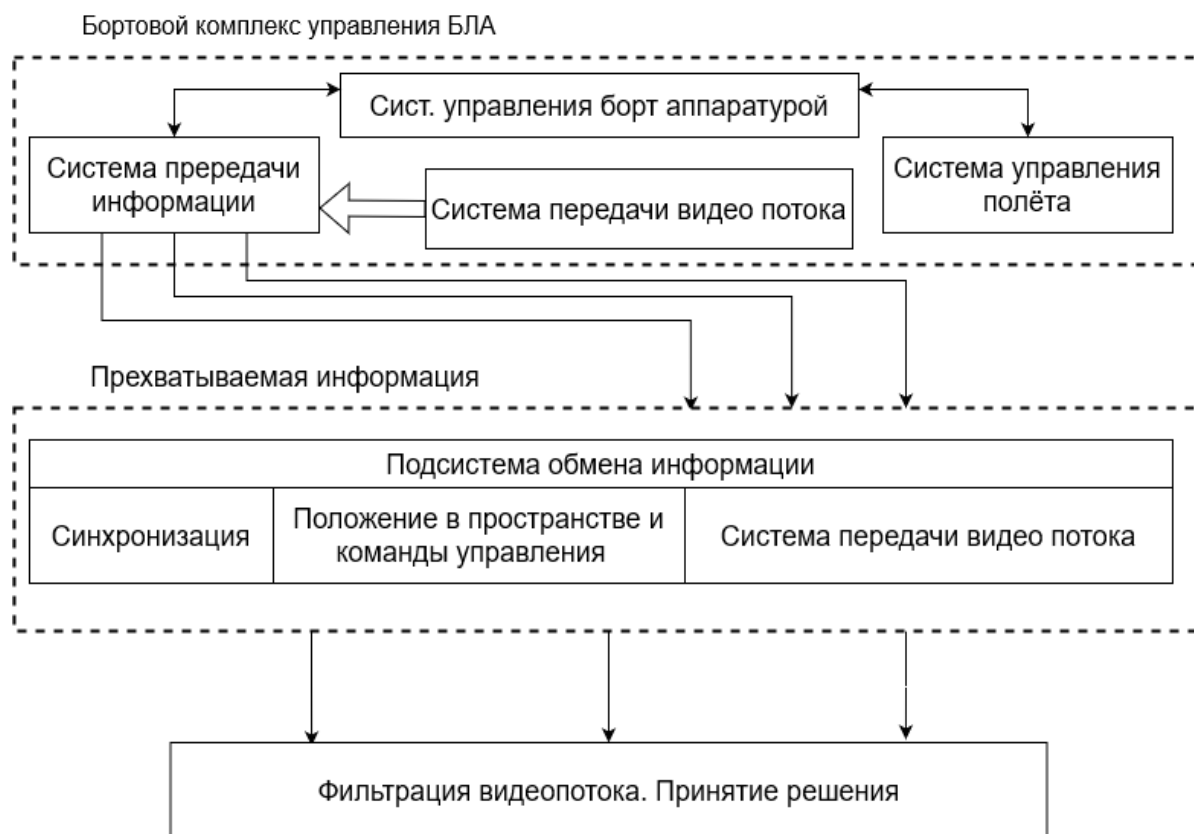 Бортовой комплекс управления БЛА
Сист. управления борт аппаратурой
Система прередачи
информации
Система передачи видео потока
Система управления
полёта
Прехватываемая информация
Подсистема обмена информации
Синхронизация
Положение в пространстве и
команды управления
Система передачи видео потока
Фильтрация видеопотока. Принятие решения